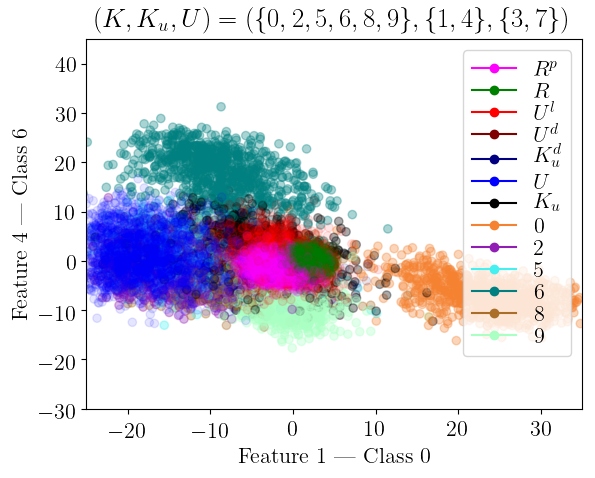 (K, K_u, U) = ({0, 2, 5, 6, 8, 9}, {1, 4}, {3, 7})
40
30
20
10
0
−10
−20
−30
Feature 4 — Class 6
R^p
R
U^l
U^d
K_u^d
U
K_u
0
2
5
6
8
9
−20
−10
0
10
20
30
Feature 1 — Class 0